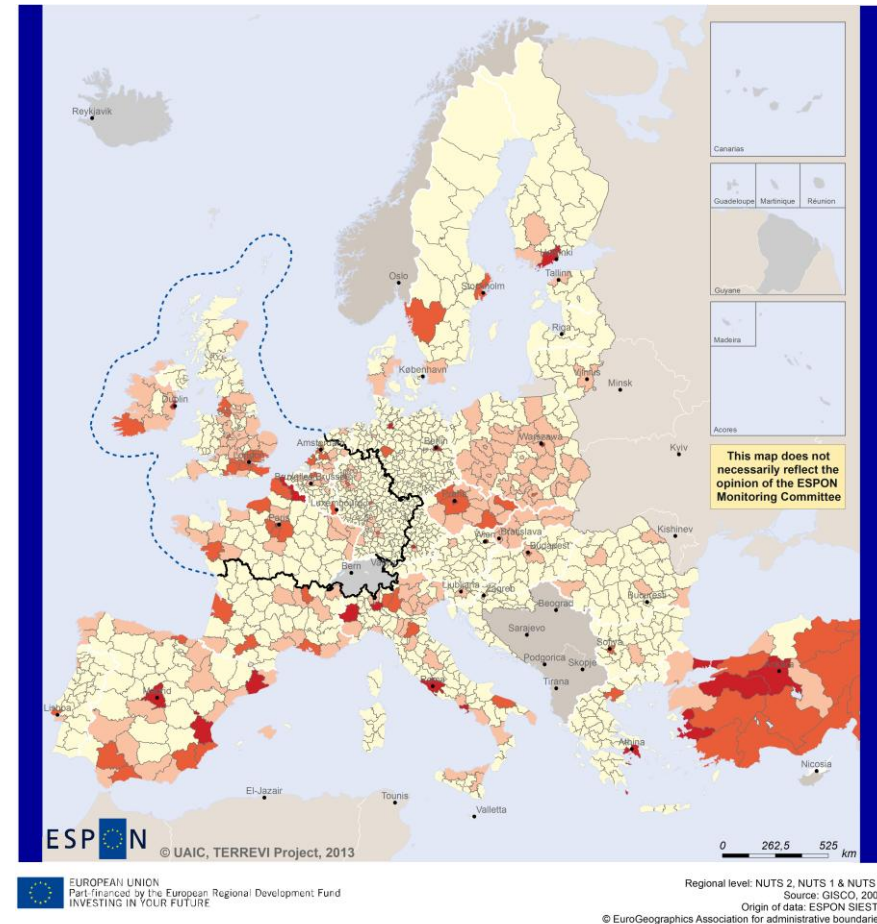 Reykjavik
Canarias
Guadeloupe Martinique Réunion
Guyane
Madeira
Acores
This map does not
necessarily reflect the
opinion of the ESPON
Monitoring Committee
Oslo
Stockholm
Tallinn
Riga
København
Vilnius
Minsk
Dublin
Amsterdam
Berlin
Warszawa
Kyiv
Luxembourg
Paris
Kishinev
Wien
Bratislava
Budapest
Bern
Ljubljana
Zagreb
Bucuresti
Beograd
Sarajevo
Sofiya
Podgorica
Skopje
Tirana
Madrid
Lisboa
Roma
Athina
Nicosia
El-Jazair
Tounis
Valletta
ESPON
© UAIC, TERREVI Project, 2013
0 262,5 525
km
EUROPEAN UNION
Part-financed by the European Regional Development Fund
INVESTING IN YOUR FUTURE
Regional level: NUTS 2, NUTS 1 & NUTS
Source: GISCO, 200
Origin of data: ESPON SIEST
© EuroGeographics Association for administrative boundarie